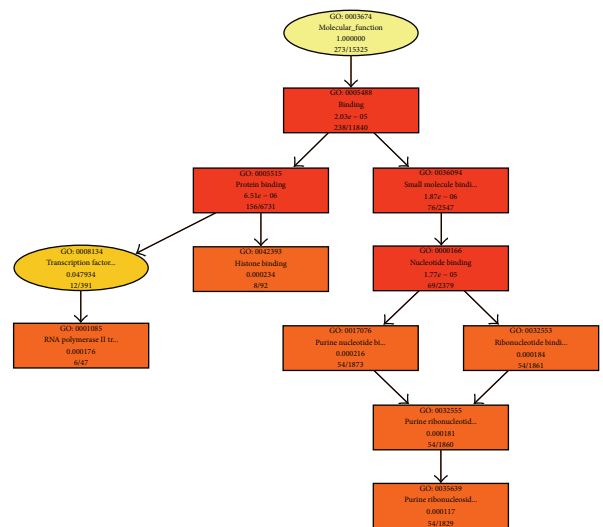 GO: 0003674
Molecular_function
1.000000
273/15325
GO: 0005488
Binding
2.03e − 05
238/11840
GO: 0005515
Protein binding
6.51e − 06
156/6731
GO: 0036094
Small molecule bindi...
1.87e − 06
76/2547
GO: 0008134
Transcription factor...
0.047934
12/391
GO: 0042393
Histone binding
0.000234
8/92
GO: 0000166
Nucleotide binding
1.77e − 05
69/2379
GO: 0001085
RNA polymerase II tr...
0.000176
6/47
GO: 0017076
Purine nucleotide bi...
0.000216
54/1873
GO: 0032553
Ribonucleotide bindi...
0.000184
54/1861
GO: 0032555
Purine ribonucleotid...
0.000181
54/1860
GO: 0035639
Purine ribonucleosid...
0.000117
54/1829